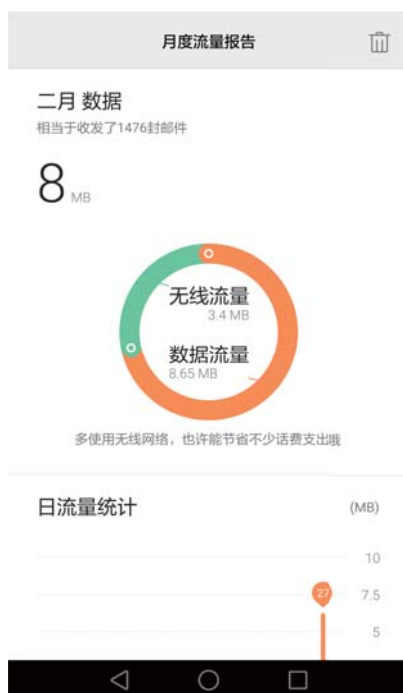 月度流量报告
二月 数据
相当于收发了1476封邮件
8 MB
无线流量
3.4 MB
数据流量
8.65 MB
多使用无线网络，也许能节省不少话费支出哦
日流量统计 (MB)
10
27
7.5
5